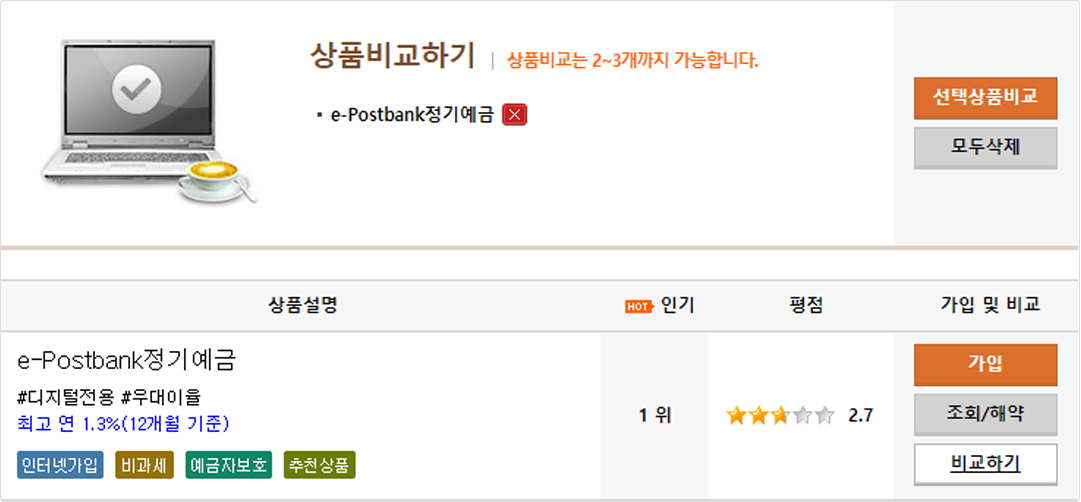 상품비교하기 | 상품비교는 2~3개까지 가능합니다.
· e-Postbank정기예금
선택상품비교
모두삭제
상품설명 HOT 인기 평점 가입 및 비교
e-Postbank정기예금
#디지털전용 #우대이율
최고 연 1.3%(12개월 기준)
인터넷가입 비과세 예금자보호 추천상품
1 위
2.7
가입
조회/해약
비교하기